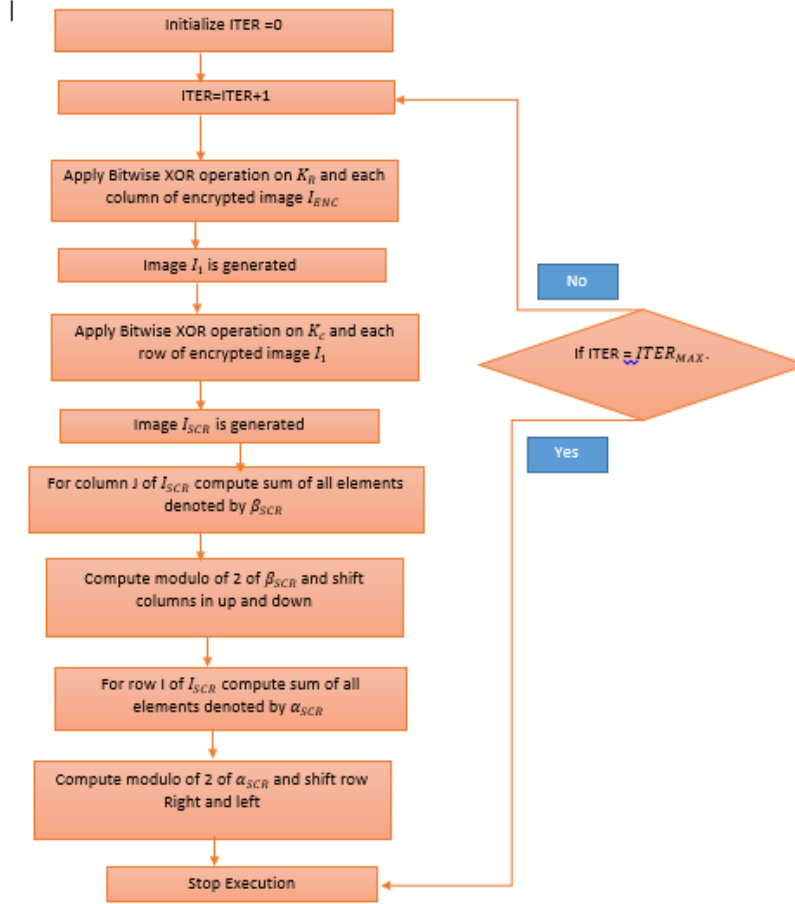 Initialize ITER =0
ITER=ITER+1
Apply Bitwise XOR operation on K_R and each
column of encrypted image I_ENC
Image I_1 is generated
Apply Bitwise XOR operation on K_c and each
row of encrypted image I_1
Image I_SCR is generated
For column J of I_SCR compute sum of all elements
denoted by β_SCR
Compute modulo of 2 of β_SCR and shift
columns in up and down
For row I of I_SCR compute sum of all
elements denoted by α_SCR
Compute modulo of 2 of α_SCR and shift row
Right and left
Stop Execution
No
If ITER = ITER_MAX.
Yes